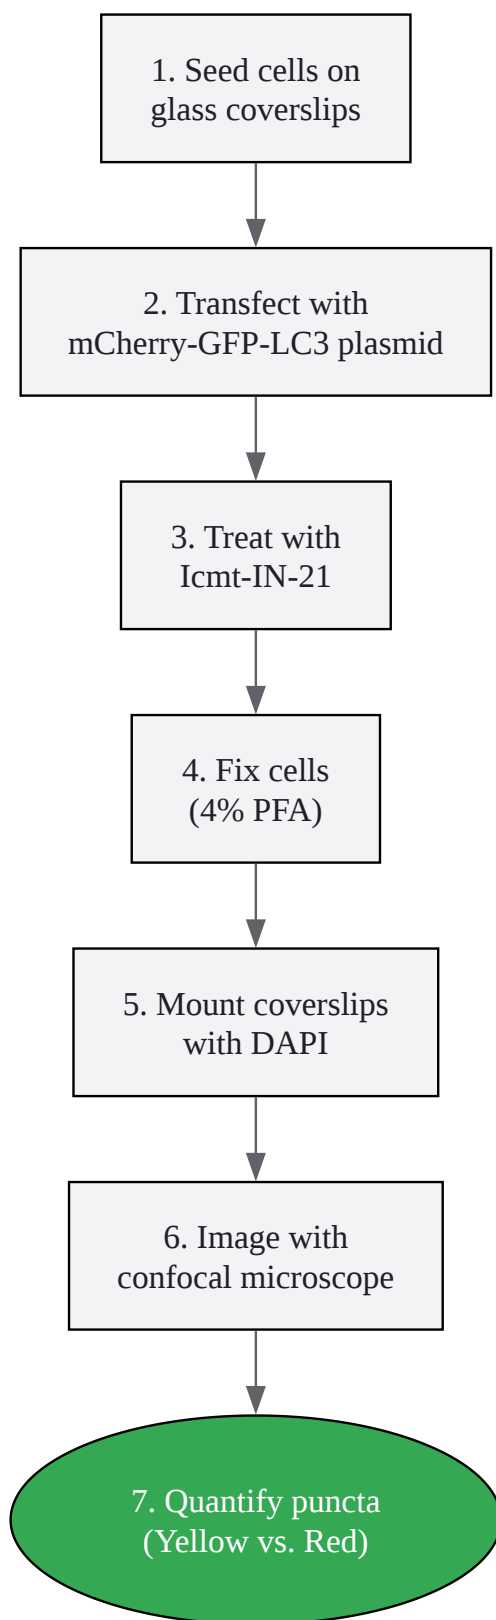 1. Seed cells on
glass coverslips
2. Transfect with
mCherry-GFP-LC3 plasmid
3. Treat with
Icmt-IN-21
4. Fix cells
(4% PFA)
5. Mount coverslips
with DAPI
6. Image with
confocal microscope
7. Quantify puncta
(Yellow vs. Red)